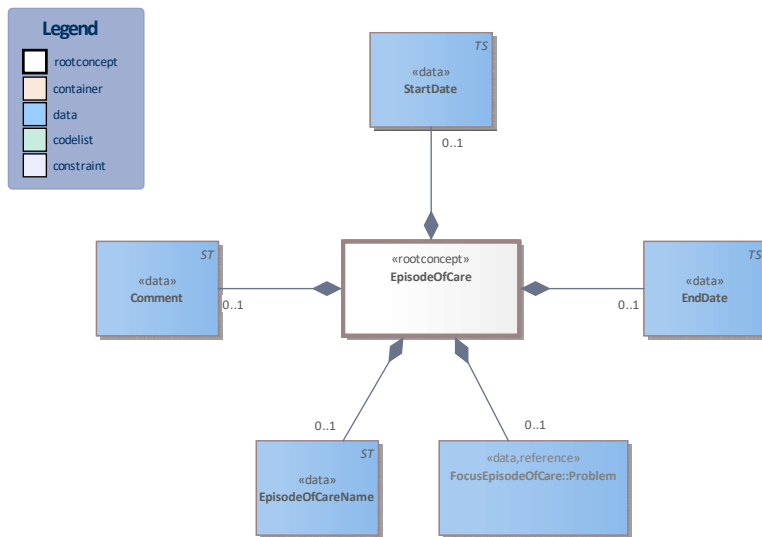 Legend
rootconcept
container
data
codelist
constraint
TS
«data»
StartDate
0..1
«rootconcept»
EpisodeOfCare
ST
«data»
Comment
0..1
TS
«data»
EndDate
0..1
0..1
ST
«data»
EpisodeOfCareName
0..1
«data,reference»
FocusEpisodeOfCare::Problem